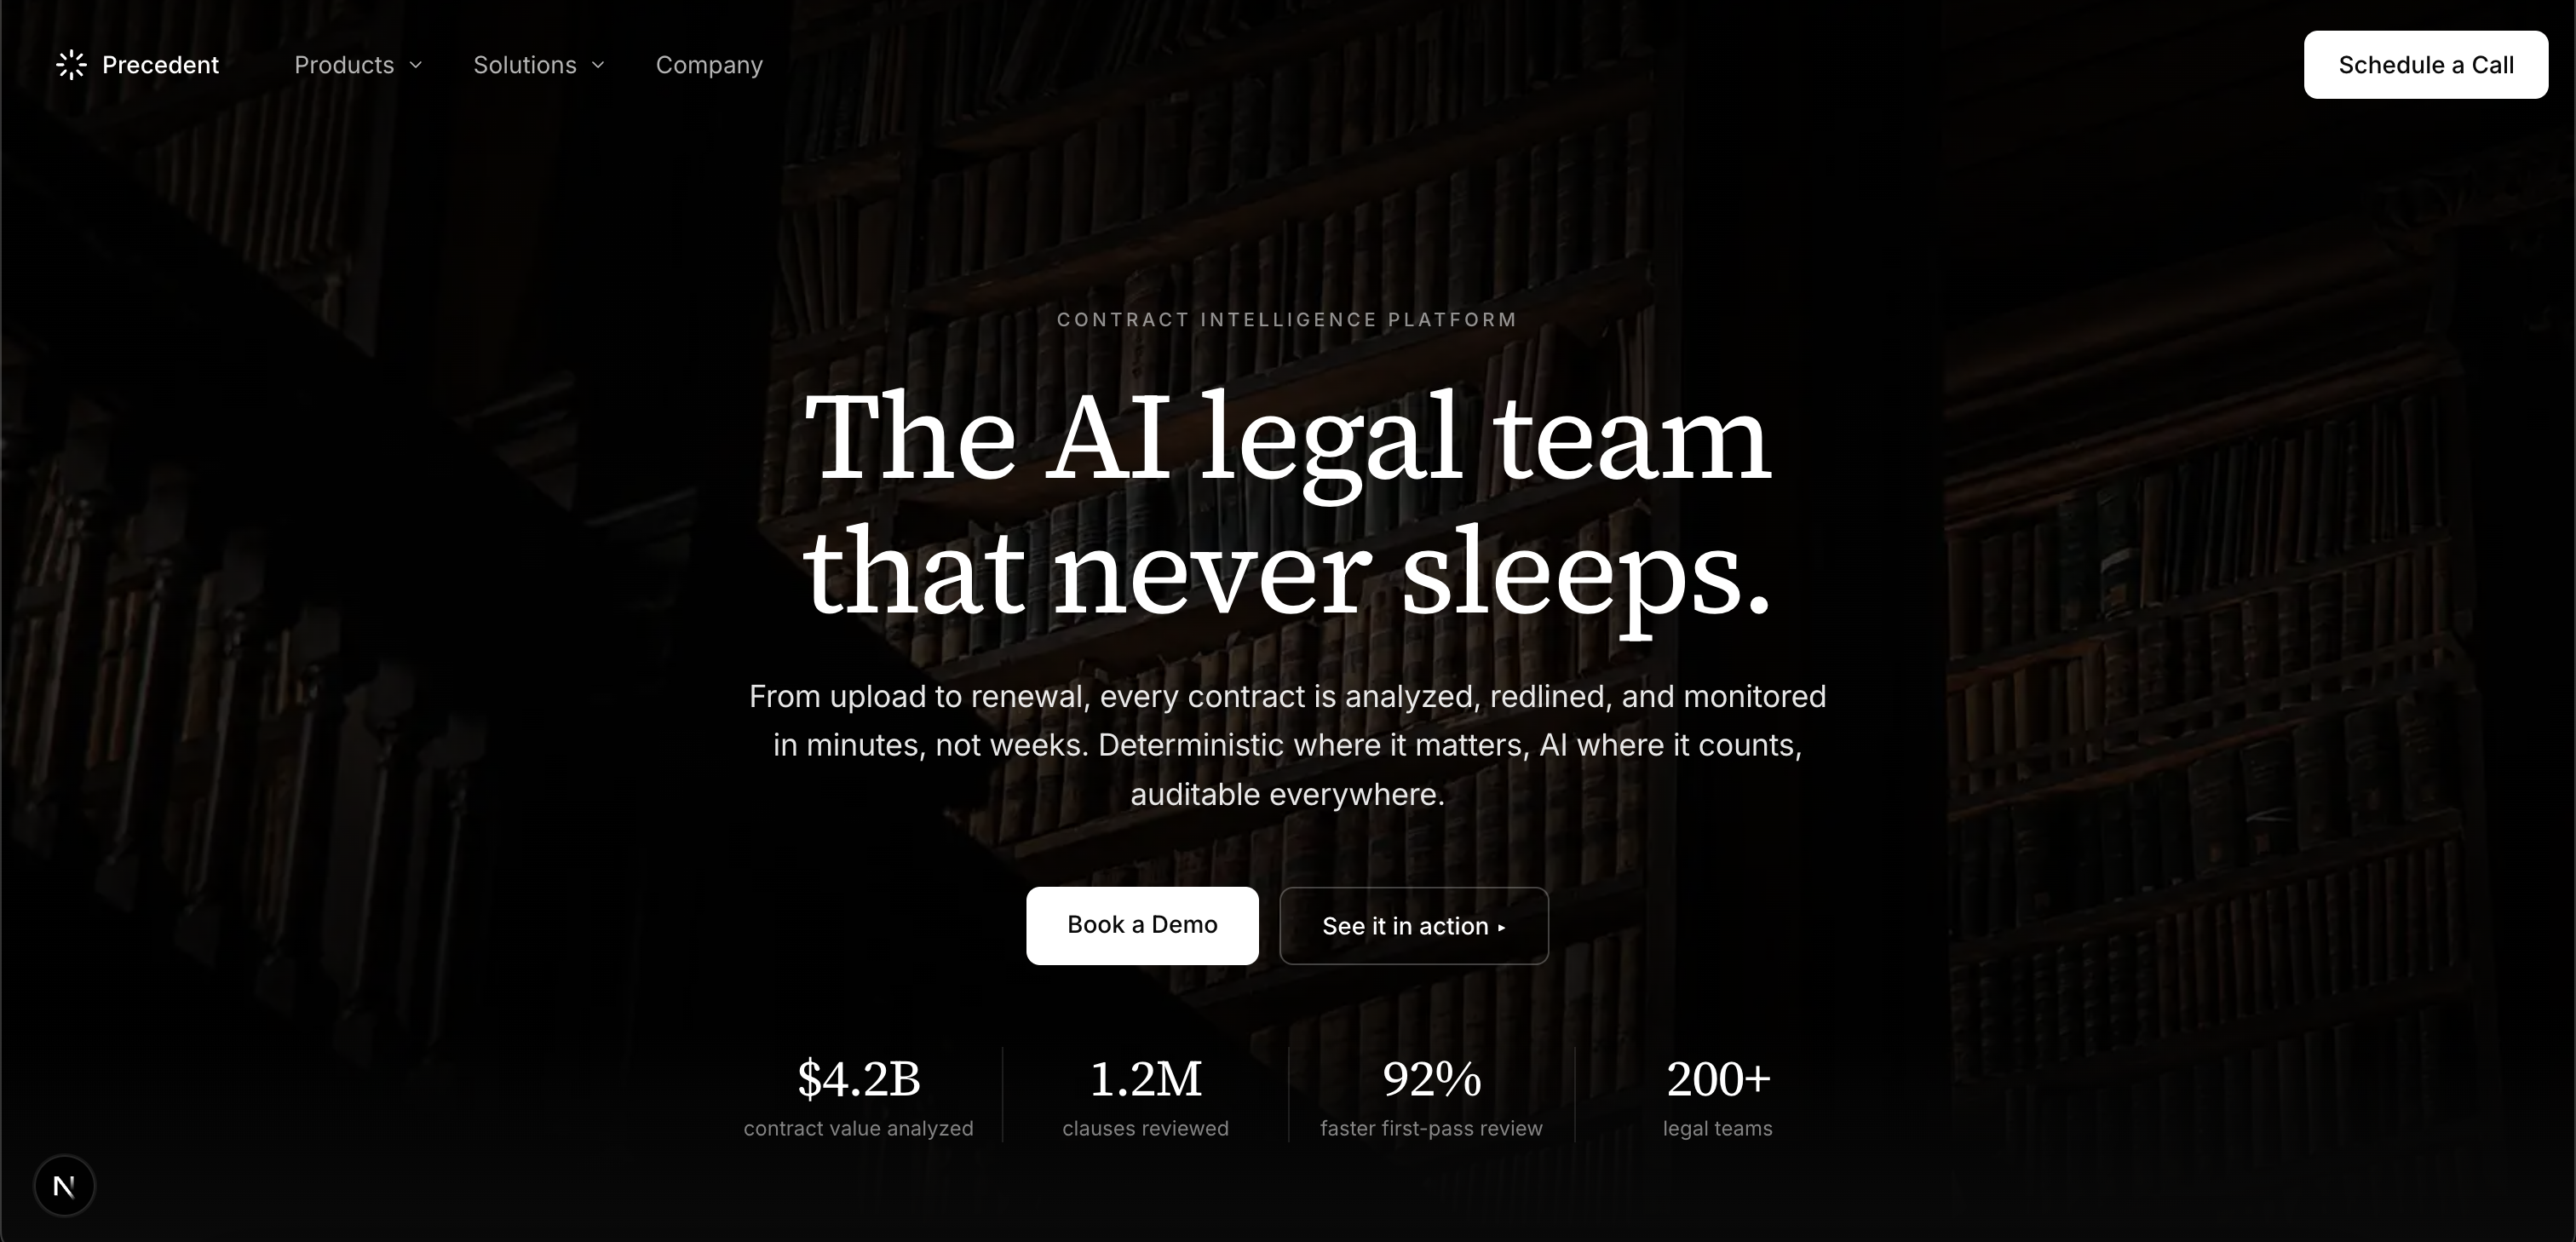 Precedent
Products
Solutions
Company
Schedule a Call
CONTRACT INTELLIGENCE PLATFORM
The AI legal team
that never sleeps.
From upload to renewal, every contract is analyzed, redlined, and monitored
in minutes, not weeks. Deterministic where it matters, AI where it counts,
auditable everywhere.
Book a Demo
See it in action ▸
$4.2B
contract value analyzed
1.2M
clauses reviewed
92%
faster first-pass review
200+
legal teams
N